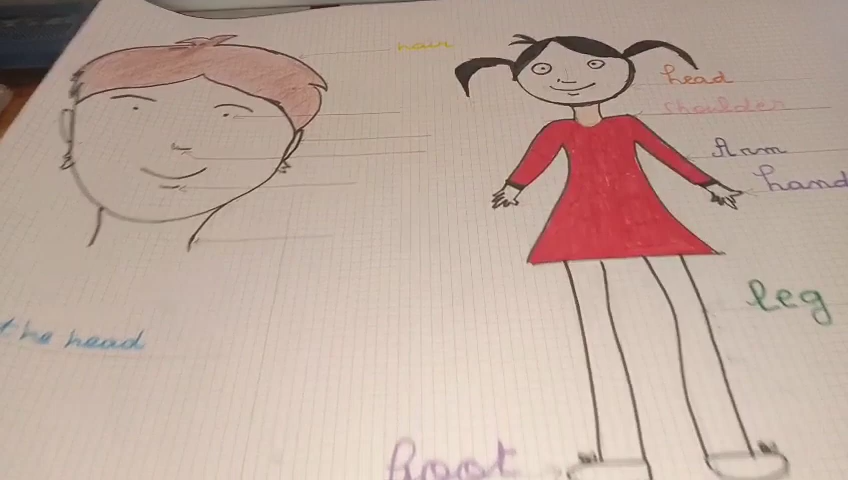 hair
the head
head
shoulder
Arm
hand
leg
foot